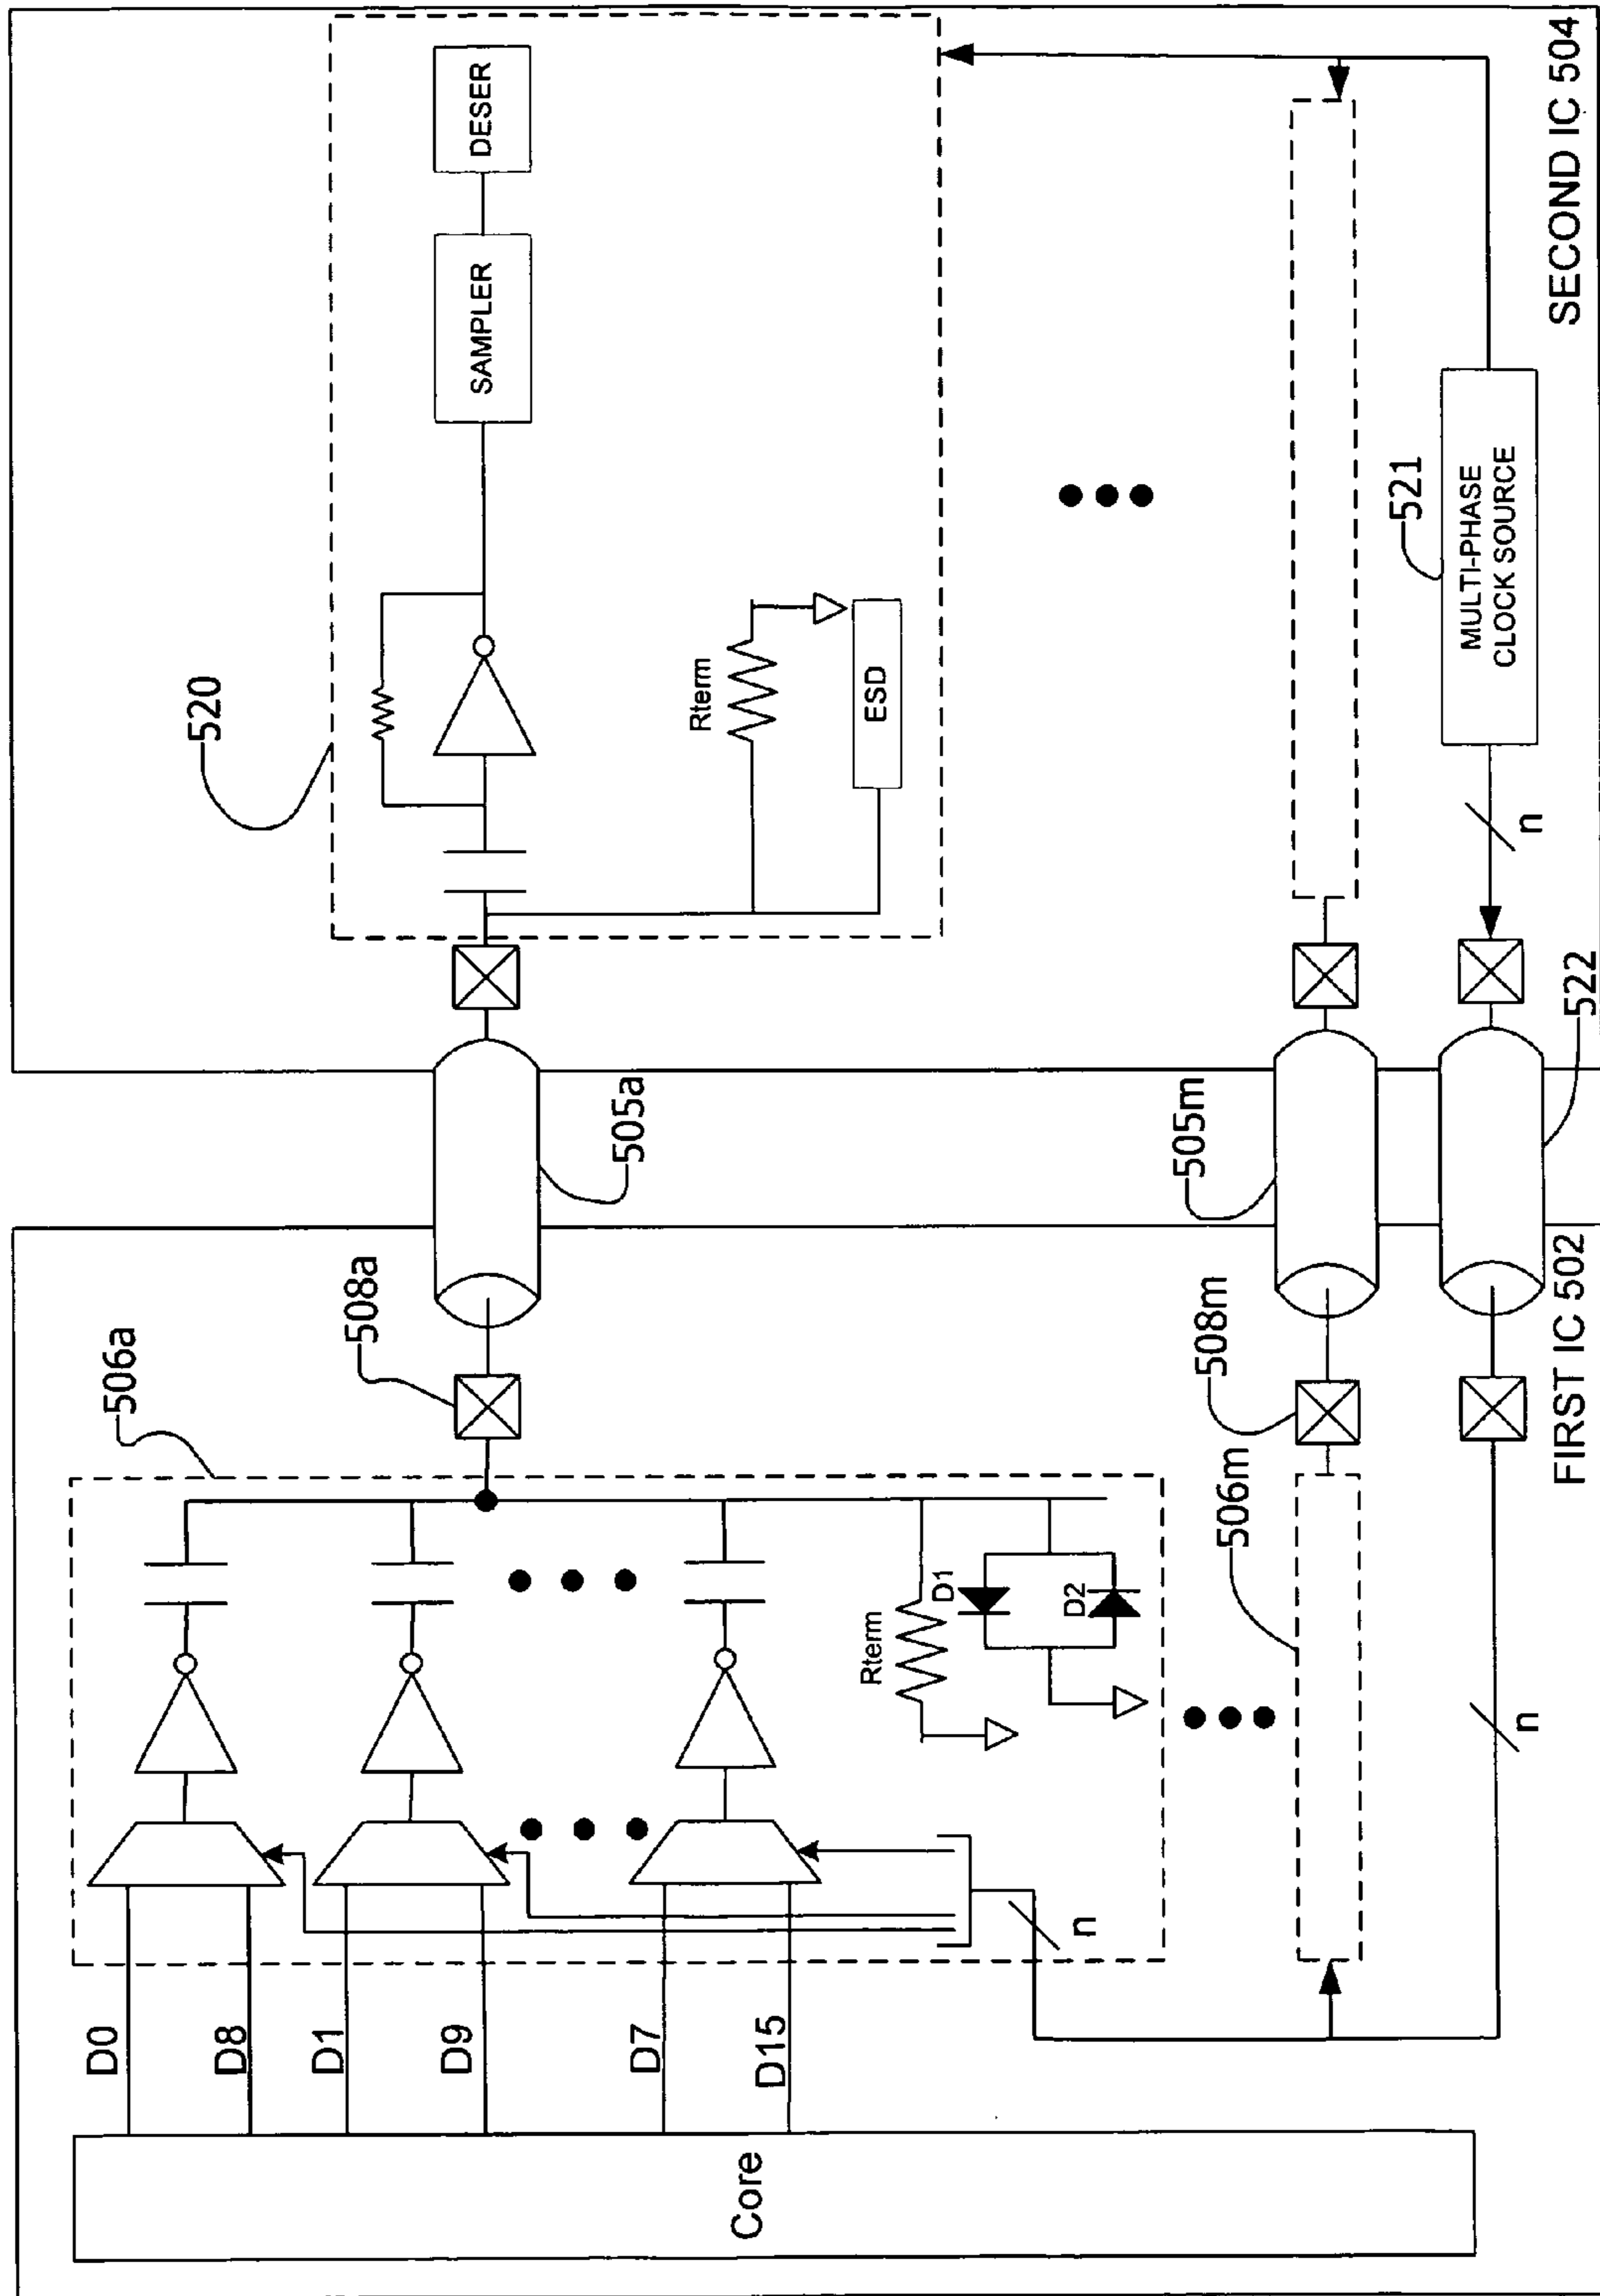 Core
D0
D8
D1
D9
D7
D15
506a
508a
505a
Rterm
D1
D2
n
506m
508m
505m
n
FIRST IC 502
522
520
Rterm
ESD
SAMPLER
DESER
521
MULTI-PHASE
CLOCK SOURCE
n
SECOND IC 504